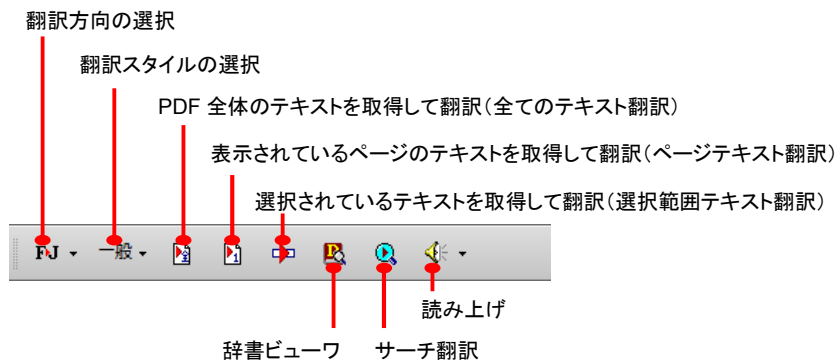 翻訳方向の選択
翻訳スタイルの選択
PDF 全体のテキストを取得して翻訳（全てのテキスト翻訳）
表示されているページのテキストを取得して翻訳（ページテキスト翻訳）
選択されているテキストを取得して翻訳（選択範囲テキスト翻訳）
一般
読み上げ
辞書ビューワ サーチ翻訳